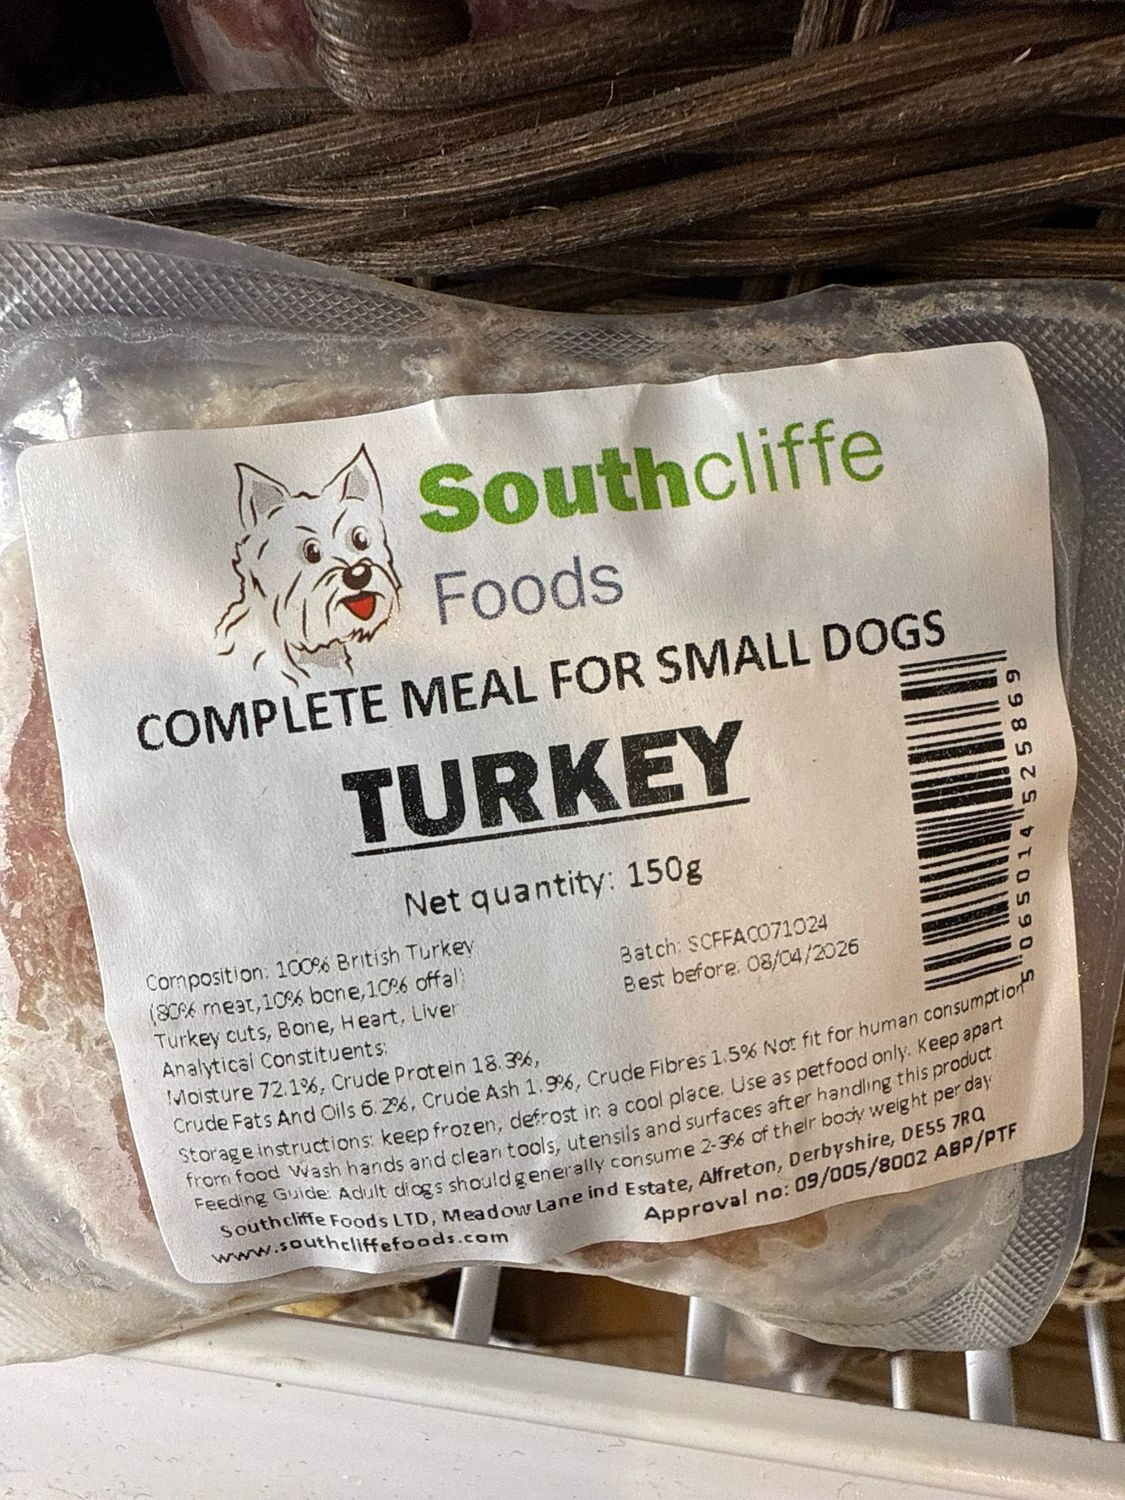 Southcliffe
Foods
COMPLETE MEAL FOR SMALL DOGS
TURKEY
Net quantity: 150g
Composition: 100% British Turkey
(80% meat,10% bone,10% offal)
Turkey cuts, Bone, Heart, Liver
Analytical Constituents:
Moisture 72.1%, Crude Protein 18.3%,
Crude Fats And Oils 6.2%, Crude Ash 1.9%, Crude Fibres 1.5% Not fit for human consumption
Storage instructions: keep frozen, defrost in a cool place. Use as petfood only. Keep apart
from food Wash hands and clean tools, utensils and surfaces after handling this product
Feeding Guide: Adult dogs should generally consume 2-3% of their body weight per day
Southcliffe Foods LTD, Meadow Lane ind Estate, Alfreton, Derbyshire, DE55 7RQ
www.southcliffefoods.com
Approval no: 09/005/8002 ABP/PTF
Batch: SCFFAC071024
Best before: 08/04/2026
5 065014 525869